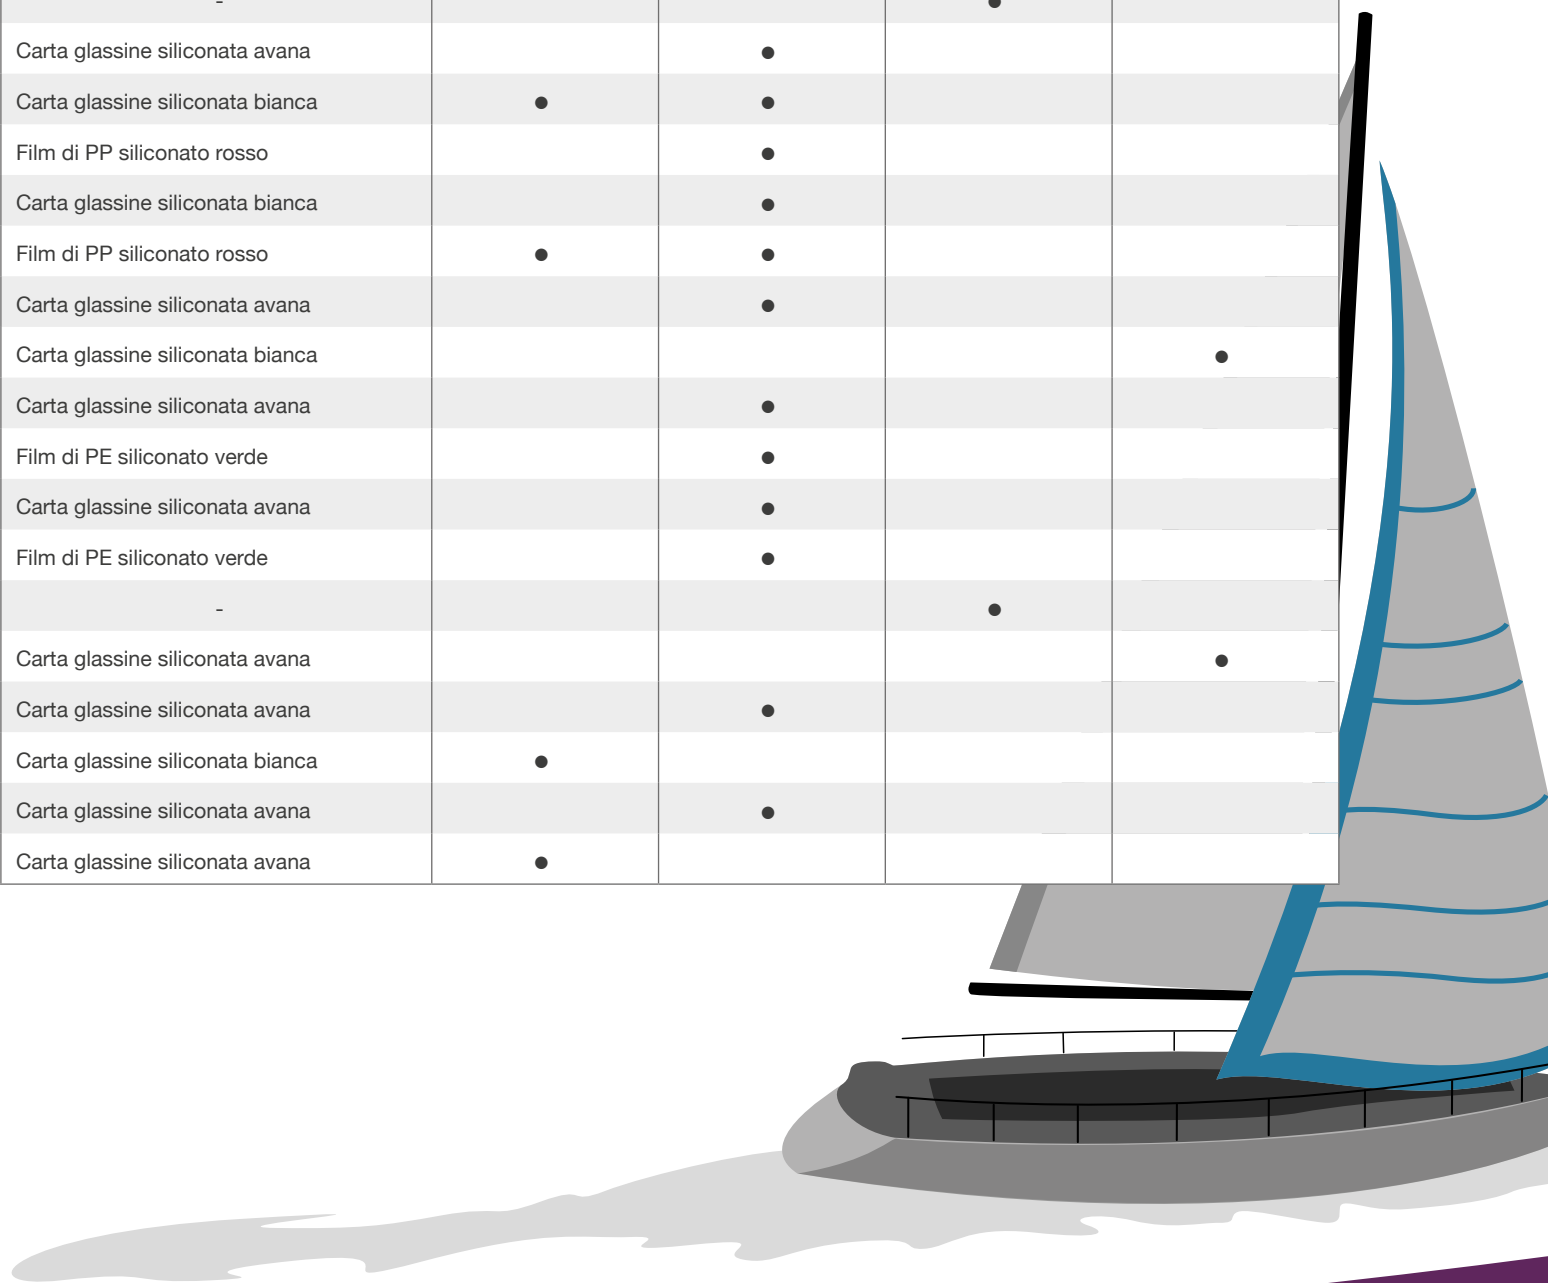 - ●
Carta glassine siliconata avana ●
Carta glassine siliconata bianca ● ●
Film di PP siliconato rosso ●
Carta glassine siliconata bianca ●
Film di PP siliconato rosso ● ●
Carta glassine siliconata avana ●
Carta glassine siliconata bianca ●
Carta glassine siliconata avana ●
Film di PE siliconato verde ●
Carta glassine siliconata avana ●
Film di PE siliconato verde ●
- ●
Carta glassine siliconata avana ●
Carta glassine siliconata avana ●
Carta glassine siliconata bianca ●
Carta glassine siliconata avana ●
Carta glassine siliconata avana ●